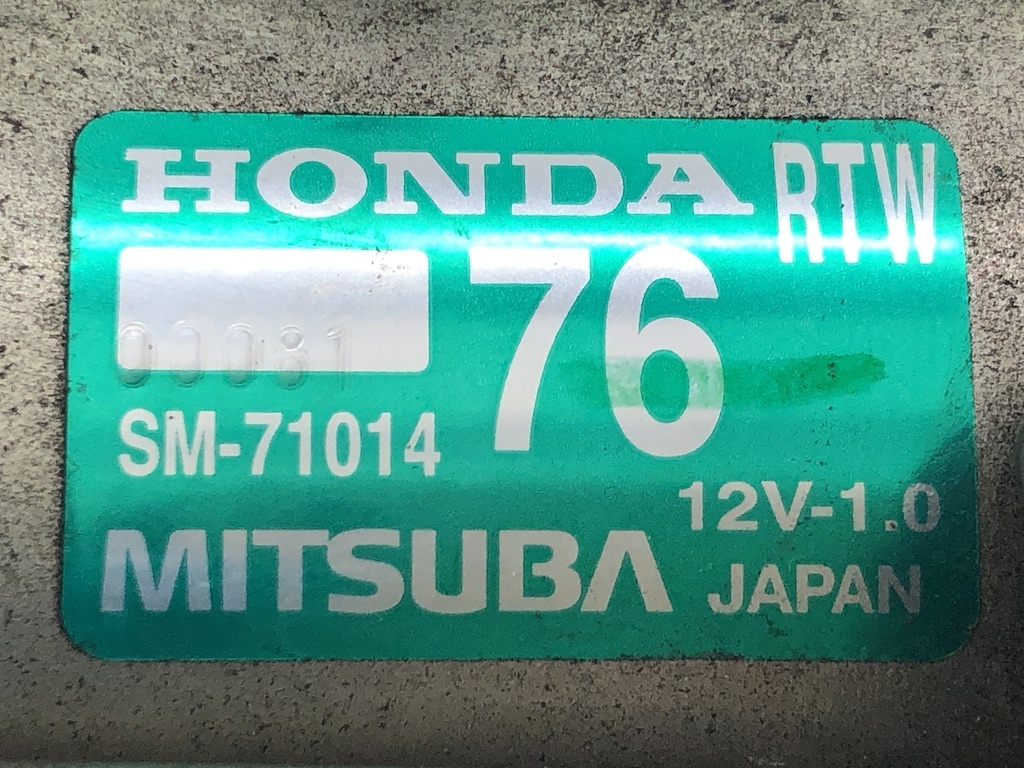 HONDA RTW
76
SM-71014
12V-1.0
MITSUBA JAPAN